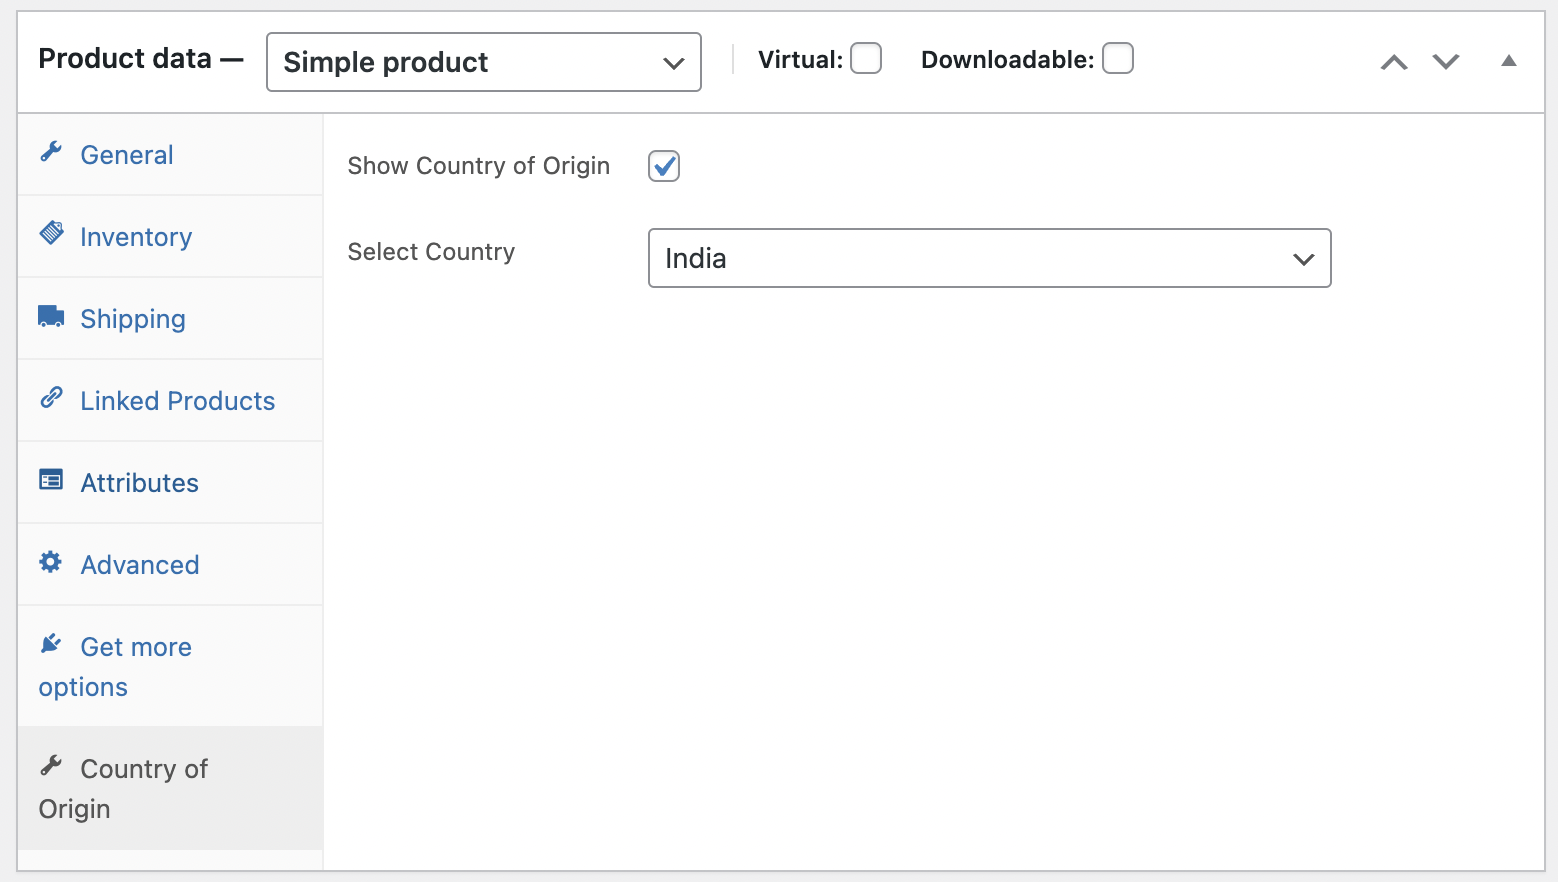 Product data —
Simple product
Virtual:
Downloadable:
General
Inventory
Shipping
Linked Products
Attributes
Advanced
Get more
options
Country of
Origin
Show Country of Origin
Select Country
India